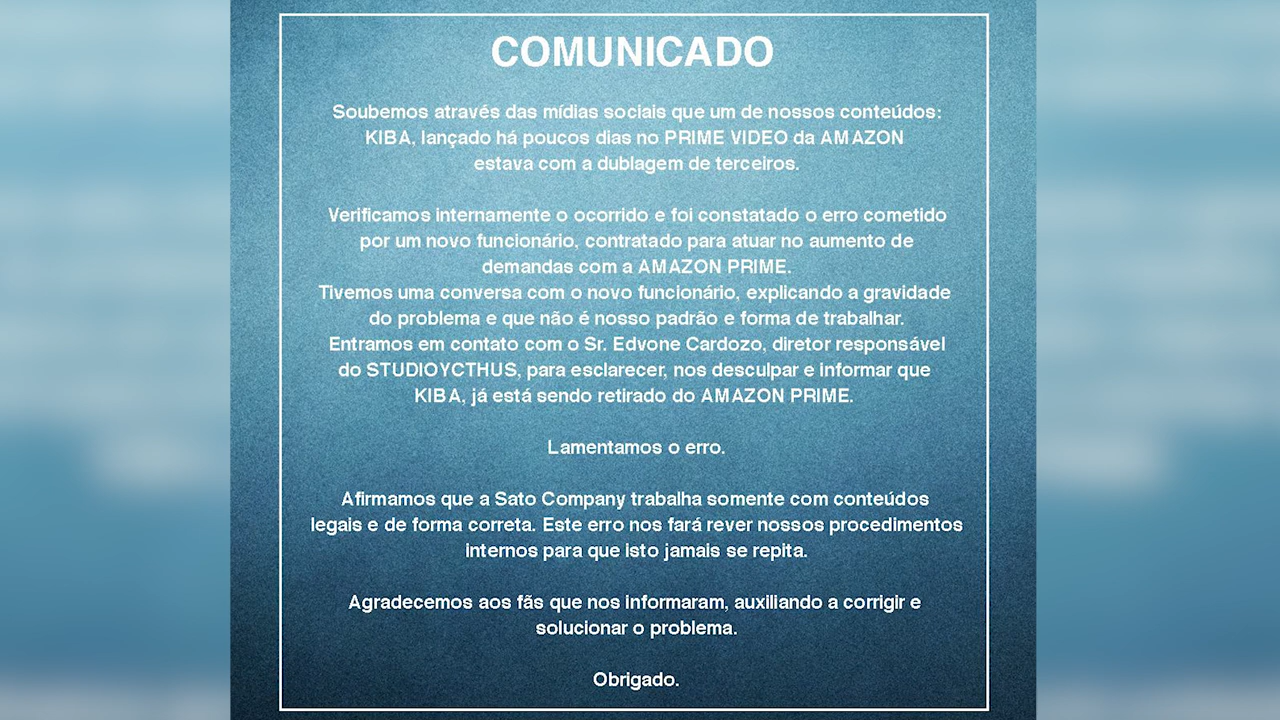 COMUNICADO
Soubemos através das mídias sociais que um de nossos conteúdos:
KIBA, lançado há poucos dias no PRIME VIDEO da AMAZON
estava com a dublagem de terceiros.
Verificamos internamente o ocorrido e foi constatado o erro cometido
por um novo funcionário, contratado para atuar no aumento de
demandas com a AMAZON PRIME.
Tivemos uma conversa com o novo funcionário, explicando a gravidade
do problema e que não é nosso padrão e forma de trabalhar.
Entramos em contato com o Sr. Edvone Cardozo, diretor responsável
do STUDIOYCTHUS, para esclarecer, nos desculpar e informar que
KIBA, já está sendo retirado do AMAZON PRIME.
Lamentamos o erro.
Afirmamos que a Sato Company trabalha somente com conteúdos
legais e de forma correta. Este erro nos fará rever nossos procedimentos
internos para que isto jamais se repita.
Agradecemos aos fãs que nos informaram, auxiliando a corrigir e
solucionar o problema.
Obrigado.